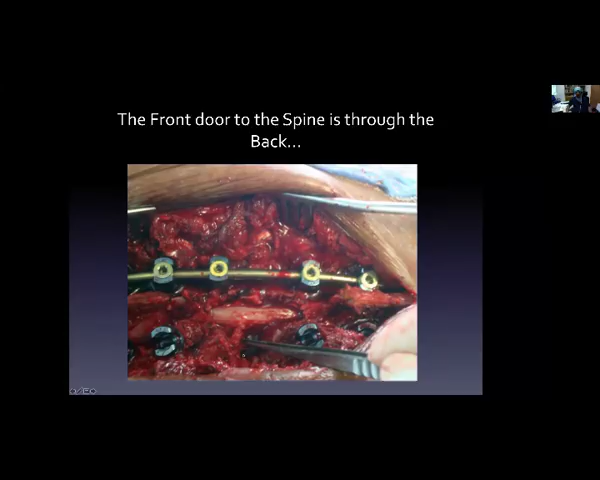 The Front door to the Spine is through the
Back...